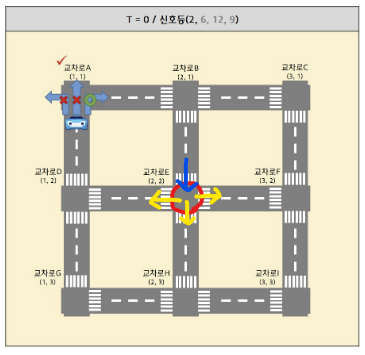 T = 0 / 신호등(2, 6, 12, 9)
교차로A
(1, 1)
교차로B
(2, 1)
교차로C
(3, 1)
교차로D
(1, 2)
교차로E
(2, 2)
교차로F
(3, 2)
교차로G
(1, 3)
교차로H
(2, 3)
교차로I
(3, 3)